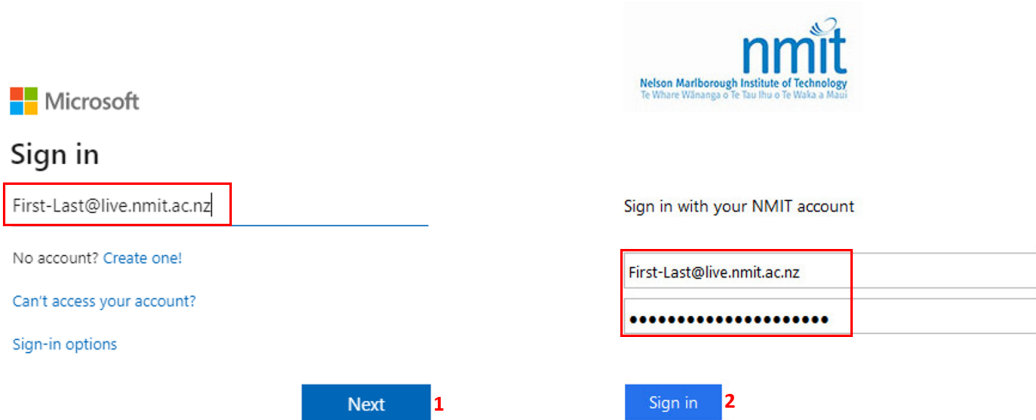 Microsoft
Sign in
First-Last@live.nmit.ac.nz
No account? Create one!
Can't access your account?
Sign-in options
Next 1
nmit
Nelson Marlborough Institute of Technology
Te Whare Wānanga o Te Tau Ihu o Te Waka a Maui
Sign in with your NMIT account
First-Last@live.nmit.ac.nz
●●●●●●●●●●●●●●●●●●●●●
Sign in 2